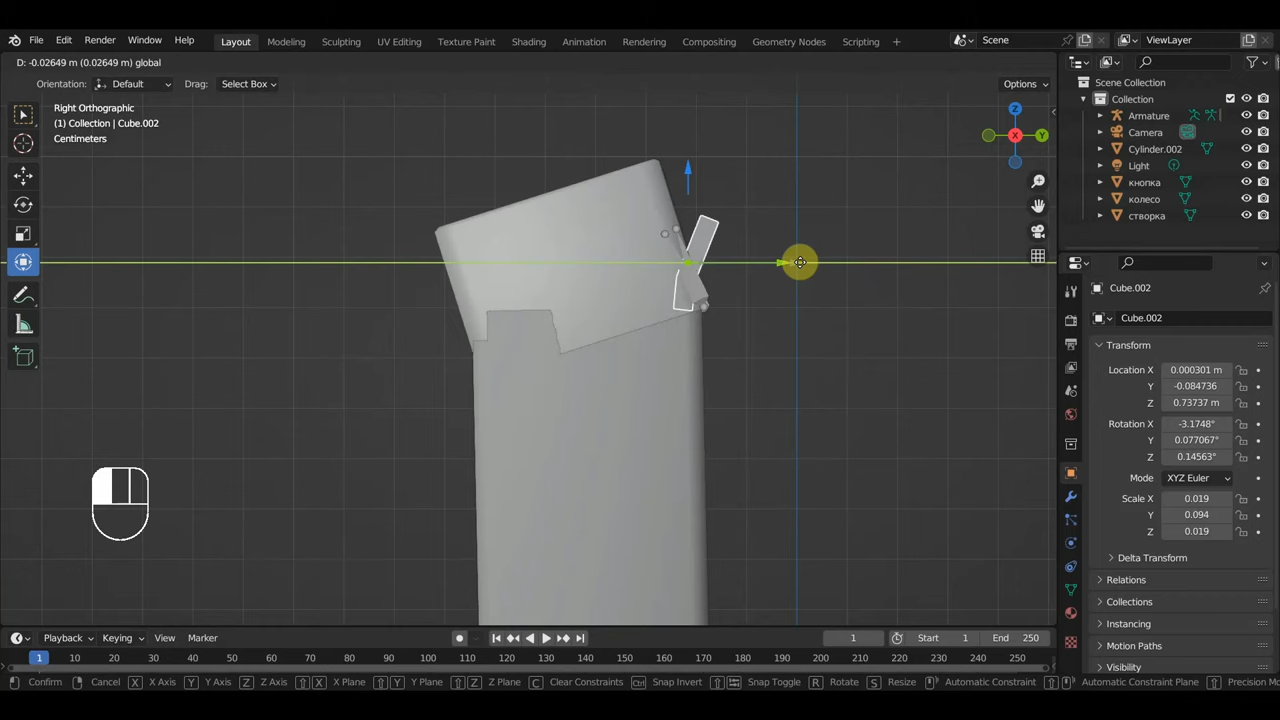 File Edit Render Window Help Layout Modeling Sculpting UV Editing Texture Paint Shading Animation Rendering Compositing Geometry Nodes Scripting + Scene ViewLayer
D: -0.02649 m (0.02649 m) global
Orientation: Default Drag: Select Box Options
Right Orthographic
(1) Collection | Cube.002
Centimeters
Z
X
Y
Scene Collection
Collection
Armature
Camera
Cylinder.002
Light
кнопка
колесо
створка
Cube.002
Cube.002
Transform
Location X 0.000301 m
Y -0.084736
Z 0.73737 m
Rotation X -3.1748°
Y 0.077067°
Z 0.14563°
Mode XYZ Euler
Scale X 0.019
Y 0.094
Z 0.019
Delta Transform
Relations
Collections
Instancing
Motion Paths
Visibility
Playback Keying View Marker 1 Start 1 End 250
1 10 20 30 40 50 60 70 80 90 100 110 120 130 140 150 160 170 180 190 200 210 220 230 240 250
Confirm Cancel X X Axis Y Y Axis Z Z Axis X X Plane Y Y Plane Z Z Plane C Clear Constraints Ctrl Snap Invert Snap Toggle R Rotate S Resize Automatic Constraint Automatic Constraint Plane Precision Mo